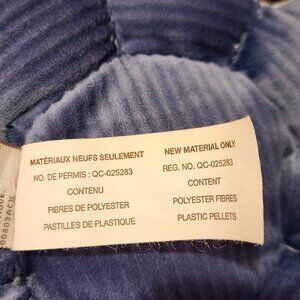 MATÉRIAUX NEUFS SEULEMENT
NO. DE PERMIS : QC-025283
CONTENU
FIBRES DE POLYESTER
PASTILLES DE PLASTIQUE
NEW MATERIAL ONLY
REG. NO. QC-025283
CONTENT
POLYESTER FIBRES
PLASTIC PELLETS